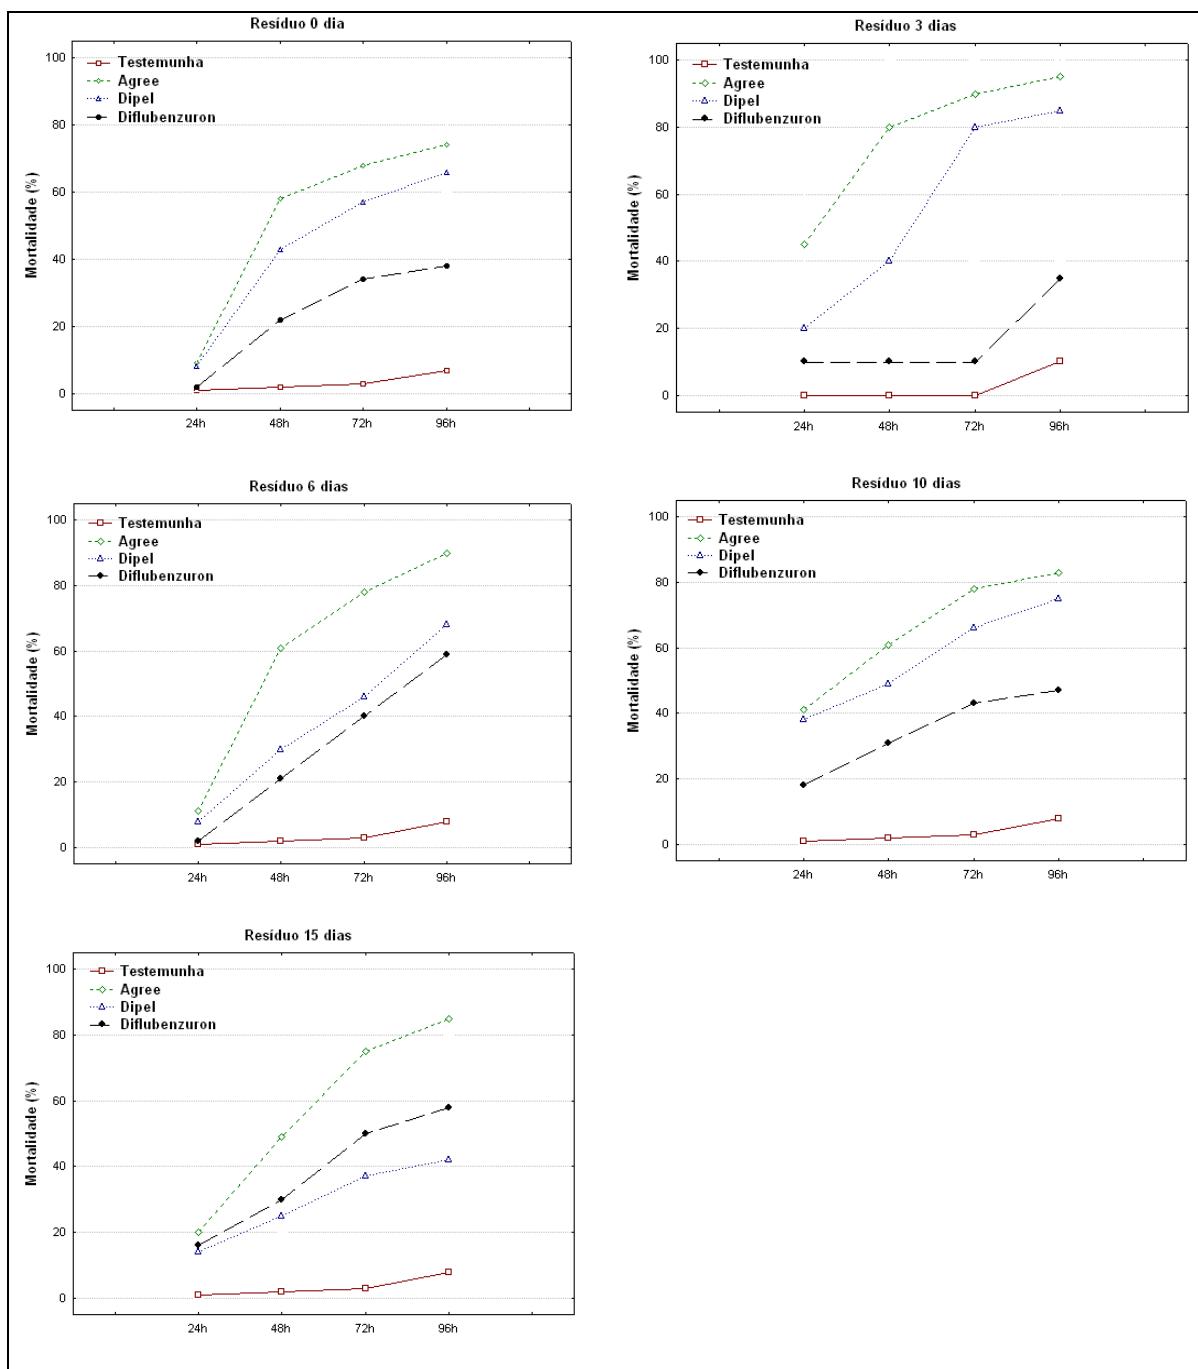 Resíduo 0 dia
Testemunha
Agree
Dipel
Diflubenzuron
Mortalidade (%)
100
80
60
40
20
0
24h 48h 72h 96h
Resíduo 3 dias
Testemunha
Agree
Dipel
Diflubenzuron
Mortalidade (%)
100
80
60
40
20
0
24h 48h 72h 96h
Resíduo 6 dias
Testemunha
Agree
Dipel
Diflubenzuron
Mortalidade (%)
100
80
60
40
20
0
24h 48h 72h 96h
Resíduo 10 dias
Testemunha
Agree
Dipel
Diflubenzuron
Mortalidade (%)
100
80
60
40
20
0
24h 48h 72h 96h
Resíduo 15 dias
Testemunha
Agree
Dipel
Diflubenzuron
Mortalidade (%)
100
80
60
40
20
0
24h 48h 72h 96h